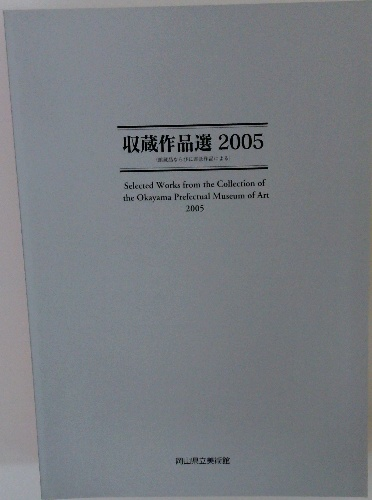 収蔵作品選 2005
Selected Works from the Collection of
the Okayama Prefectual Museum of Art
2005
岡山県立美術館